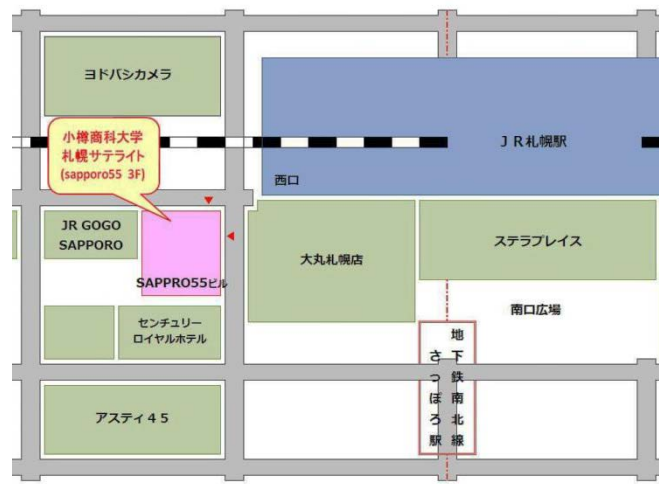 ヨドバシカメラ
小樽商科大学
札幌サテライト
(sapporo55 3F)
ＪＲ札幌駅
西口
JR GOGO
SAPPORO
SAPPRO55ビル
大丸札幌店
ステラプレイス
南口広場
センチュリー
ロイヤルホテル
地下鉄南北線
さっぽろ駅
アスティ４５